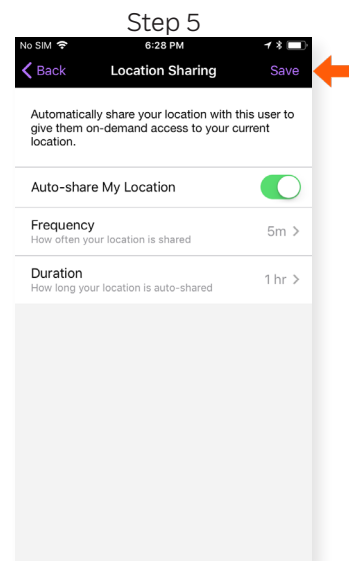 Step 5
No SIM 6:28 PM
Back Location Sharing Save
Automatically share your location with this user to
give them on-demand access to your current
location.
Auto-share My Location
Frequency
How often your location is shared
5m
Duration
How long your location is auto-shared
1 hr